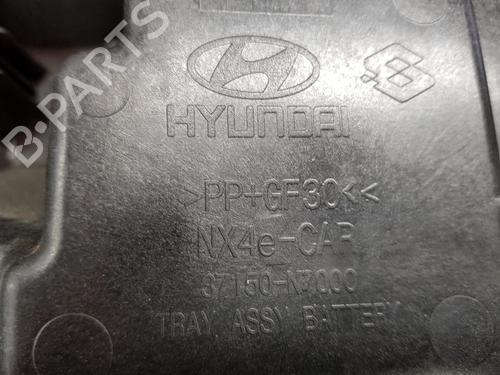 B-PARTS
HYUNDAI
>PP+GF30<<
NX4e-CAR
37150-N7000
TRAY ASSY BATTERY